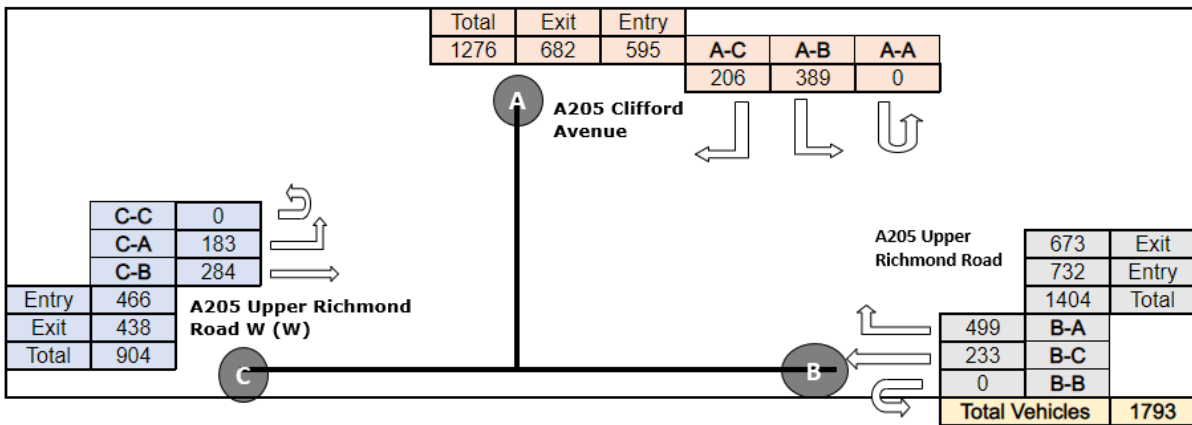 Total Exit Entry
1276 682 595 A-C A-B A-A
206 389 0
A
A205 Clifford
Avenue
C-C 0
C-A 183
C-B 284
Entry 466
Exit 438
Total 904
A205 Upper Richmond
Road W (W)
C
A205 Upper
Richmond Road
673 Exit
732 Entry
1404 Total
499 B-A
233 B-C
0 B-B
B
Total Vehicles 1793